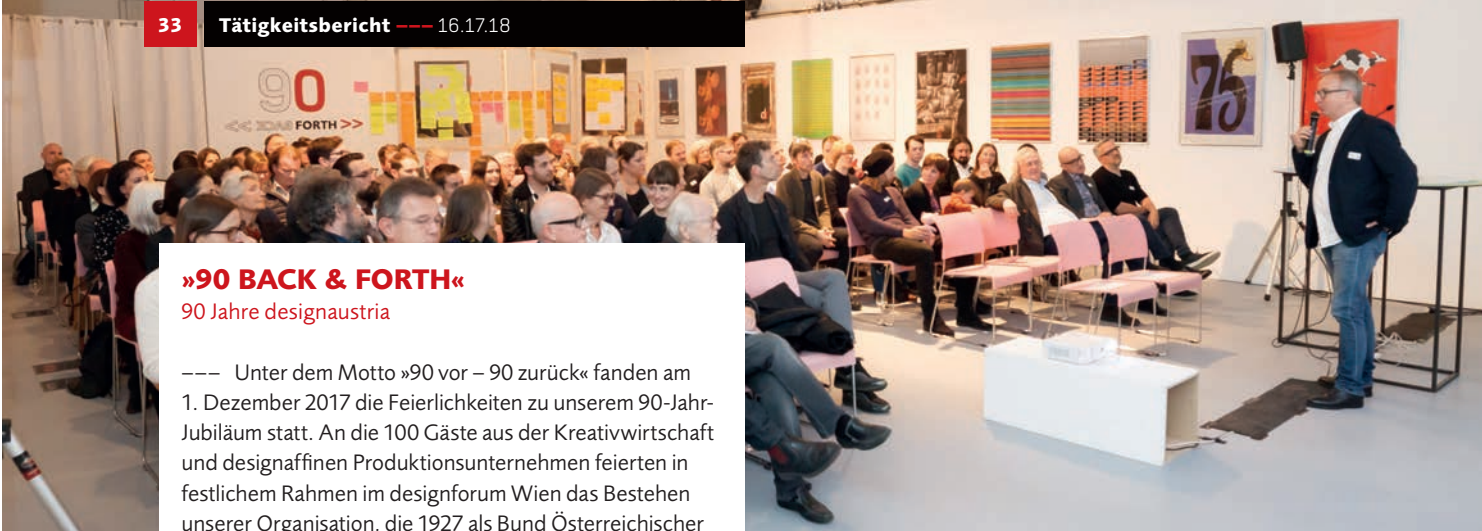 33 Tätigkeitsbericht ––– 16.17.18
90
<< BACK FORTH >>
75
»90 BACK & FORTH«
90 Jahre designaustria
––– Unter dem Motto »90 vor – 90 zurück« fanden am
1. Dezember 2017 die Feierlichkeiten zu unserem 90-Jahr-
Jubiläum statt. An die 100 Gäste aus der Kreativwirtschaft
und designaffinen Produktionsunternehmen feierten in
festlichem Rahmen im designforum Wien das Bestehen
unserer Organisation, die 1927 als Bund Österreichischer